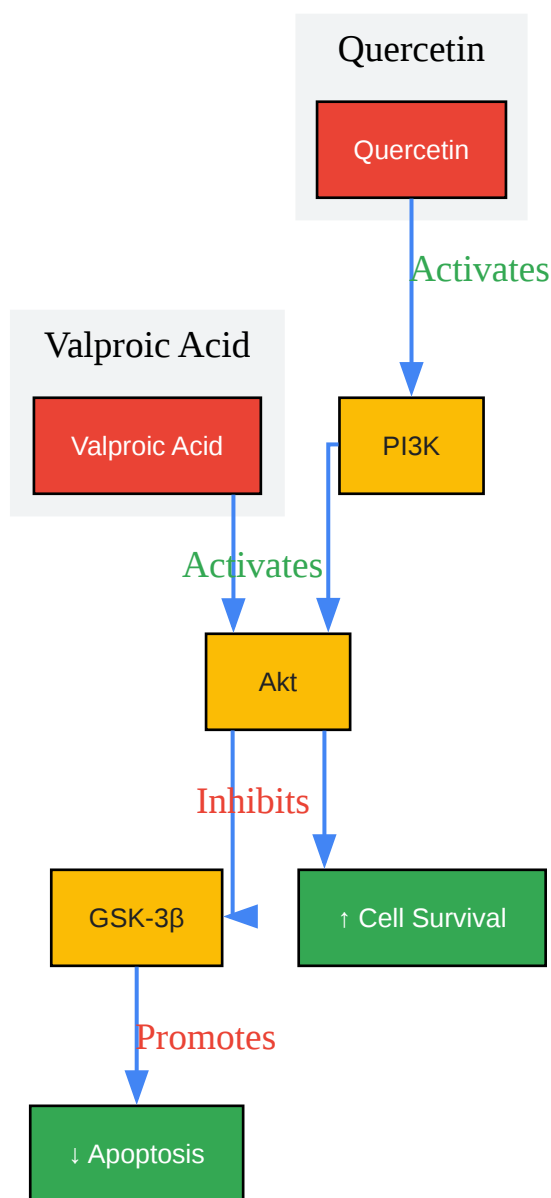 Quercetin
Quercetin
Activates
Valproic Acid
Valproic Acid
PI3K
Activates
Akt
Inhibits
GSK-3β
↑ Cell Survival
Promotes
↓ Apoptosis